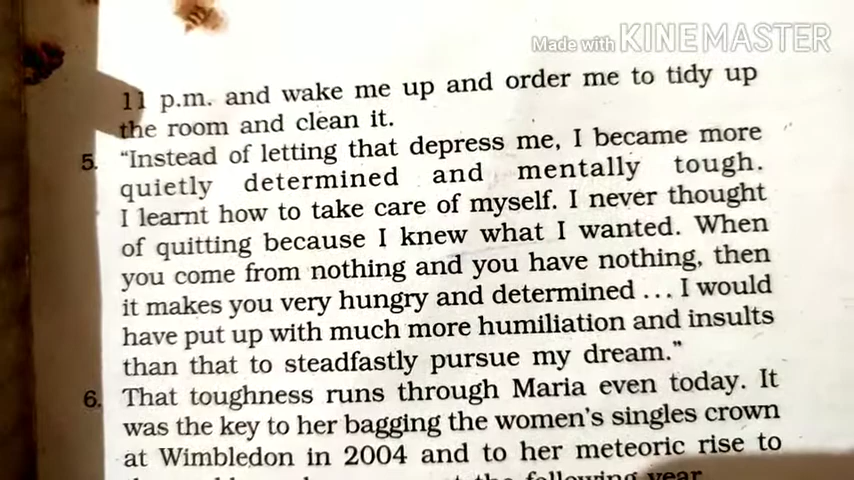 Made with KINEMASTER
11 p.m. and wake me up and order me to tidy up
the room and clean it.
5. “Instead of letting that depress me, I became more
quietly determined and mentally tough.
I learnt how to take care of myself. I never thought
of quitting because I knew what I wanted. When
you come from nothing and you have nothing, then
it makes you very hungry and determined ... I would
have put up with much more humiliation and insults
than that to steadfastly pursue my dream.”
6. That toughness runs through Maria even today. It
was the key to her bagging the women's singles crown
at Wimbledon in 2004 and to her meteoric rise to
the following year